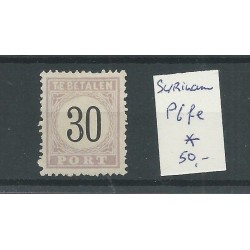 TE BETALEN
30
PORT
Suriname
P6fe
*
50,-